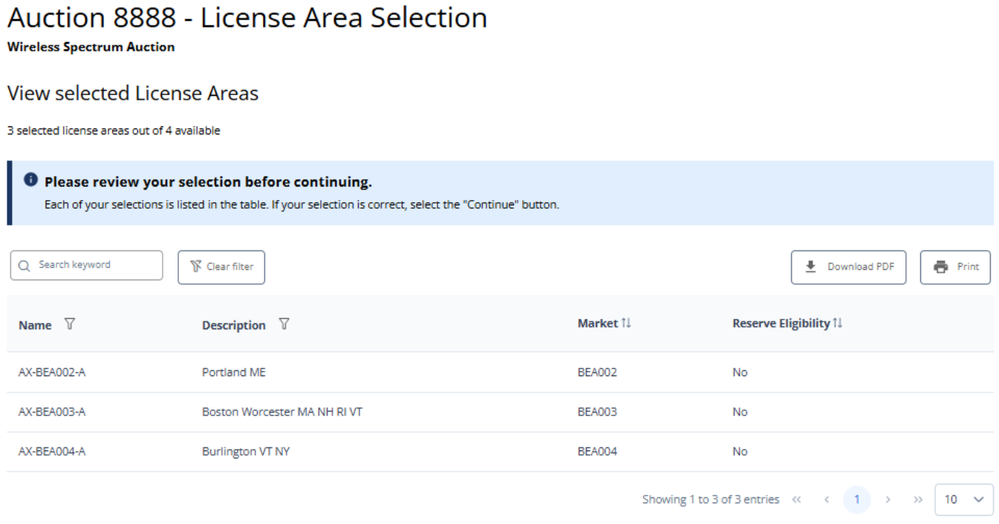 Auction 8888 - License Area Selection
Wireless Spectrum Auction
View selected License Areas
3 selected license areas out of 4 available
Please review your selection before continuing.
Each of your selections is listed in the table. If your selection is correct, select the "Continue" button.
Search keyword Clear filter Download PDF Print
Name Description Market Reserve Eligibility
AX-BEA002-A Portland ME BEA002 No
AX-BEA003-A Boston Worcester MA NH RI VT BEA003 No
AX-BEA004-A Burlington VT NY BEA004 No
Showing 1 to 3 of 3 entries << < 1 > >> 10